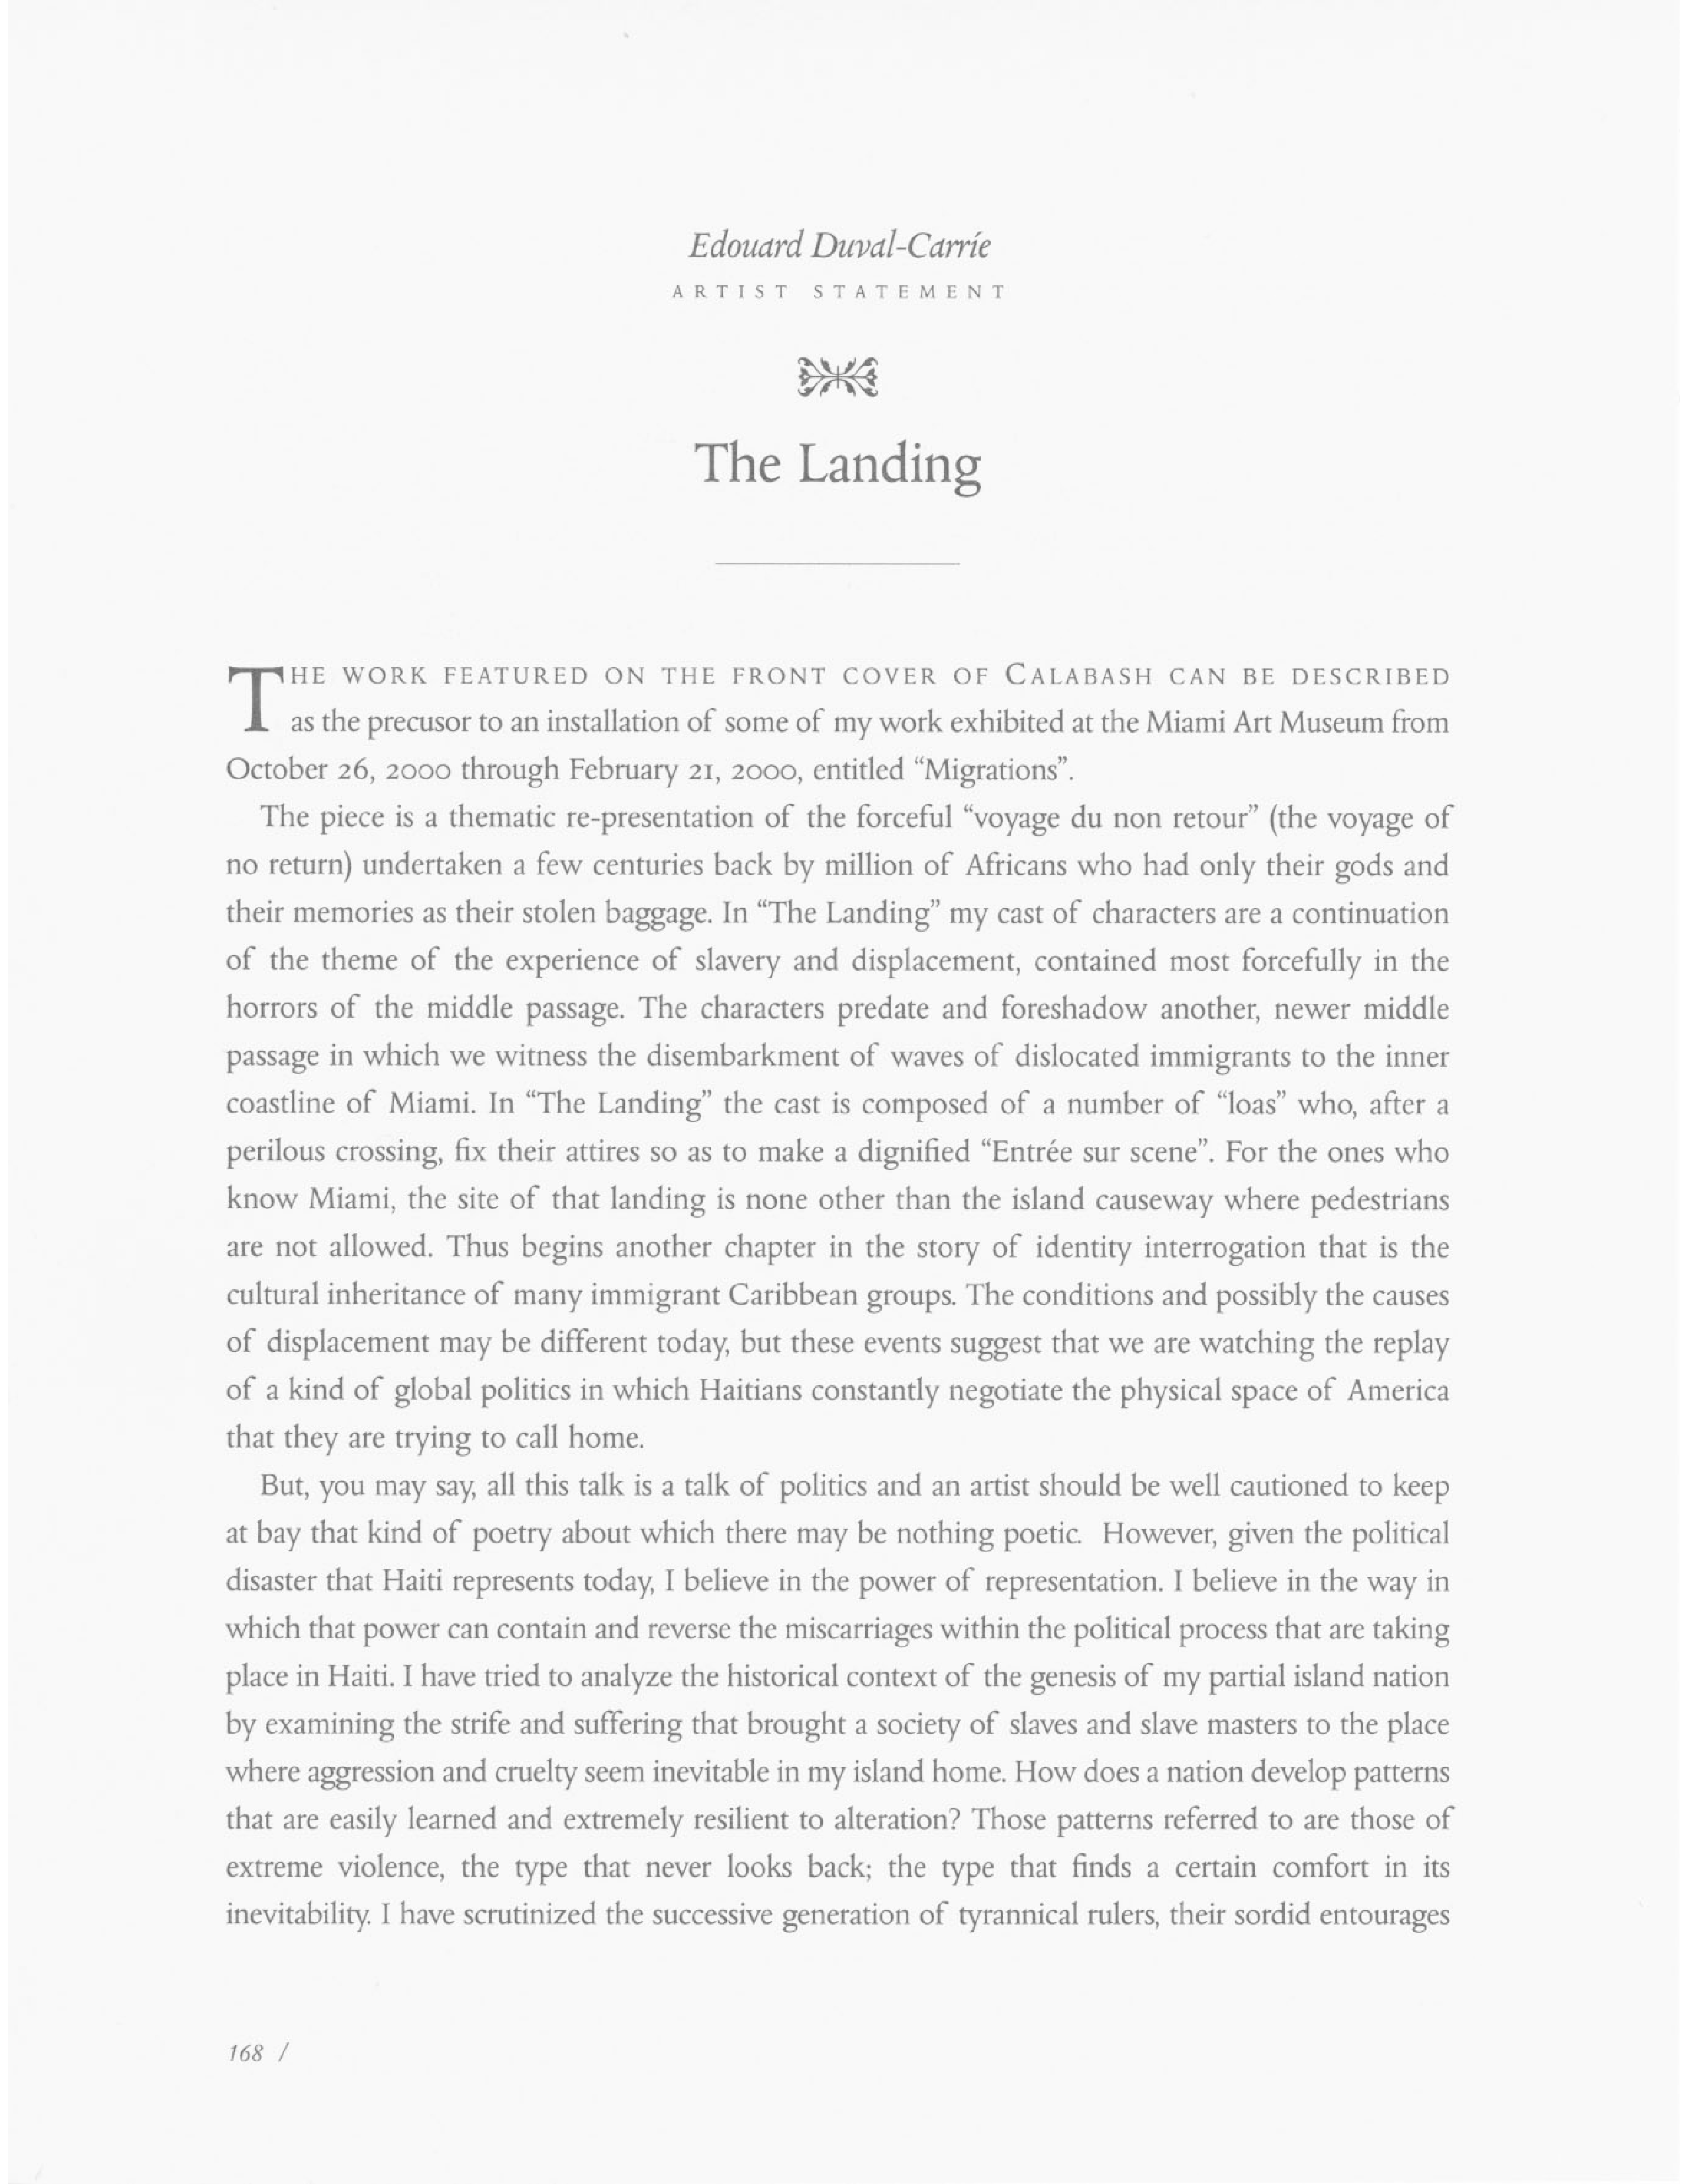 Edouard Duval-Carríe
ARTIST STATEMENT
The Landing
THE WORK FEATURED ON THE FRONT COVER OF CALABASH CAN BE DESCRIBED
as the precusor to an installation of some of my work exhibited at the Miami Art Museum from
October 26, 2000 through February 21, 2000, entitled “Migrations”.
The piece is a thematic re-presentation of the forceful “voyage du non retour” (the voyage of
no return) undertaken a few centuries back by million of Africans who had only their gods and
their memories as their stolen baggage. In “The Landing” my cast of characters are a continuation
of the theme of the experience of slavery and displacement, contained most forcefully in the
horrors of the middle passage. The characters predate and foreshadow another, newer middle
passage in which we witness the disembarkment of waves of dislocated immigrants to the inner
coastline of Miami. In “The Landing” the cast is composed of a number of “loas” who, after a
perilous crossing, fix their attires so as to make a dignified “Entrée sur scene”. For the ones who
know Miami, the site of that landing is none other than the island causeway where pedestrians
are not allowed. Thus begins another chapter in the story of identity interrogation that is the
cultural inheritance of many immigrant Caribbean groups. The conditions and possibly the causes
of displacement may be different today, but these events suggest that we are watching the replay
of a kind of global politics in which Haitians constantly negotiate the physical space of America
that they are trying to call home.
But, you may say, all this talk is a talk of politics and an artist should be well cautioned to keep
at bay that kind of poetry about which there may be nothing poetic. However, given the political
disaster that Haiti represents today, I believe in the power of representation. I believe in the way in
which that power can contain and reverse the miscarriages within the political process that are taking
place in Haiti. I have tried to analyze the historical context of the genesis of my partial island nation
by examining the strife and suffering that brought a society of slaves and slave masters to the place
where aggression and cruelty seem inevitable in my island home. How does a nation develop patterns
that are easily learned and extremely resilient to alteration? Those patterns referred to are those of
extreme violence, the type that never looks back; the type that finds a certain comfort in its
inevitability. I have scrutinized the successive generation of tyrannical rulers, their sordid entourages
168 /